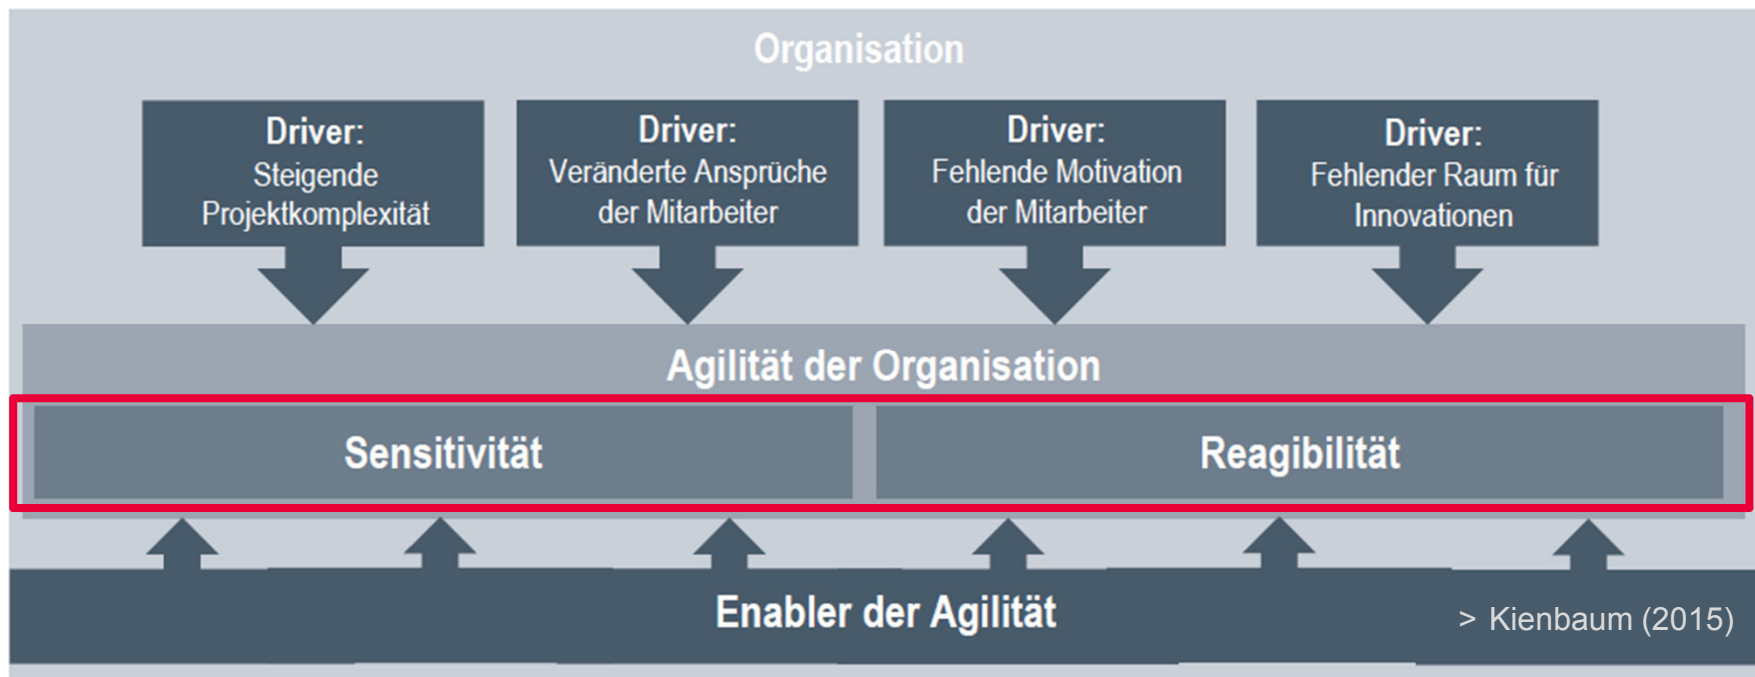 Organisation
Driver:
Steigende
Projektkomplexität
Driver:
Veränderte Ansprüche
der Mitarbeiter
Driver:
Fehlende Motivation
der Mitarbeiter
Driver:
Fehlender Raum für
Innovationen
Agilität der Organisation
Sensitivität
Reagibilität
Enabler der Agilität
> Kienbaum (2015)